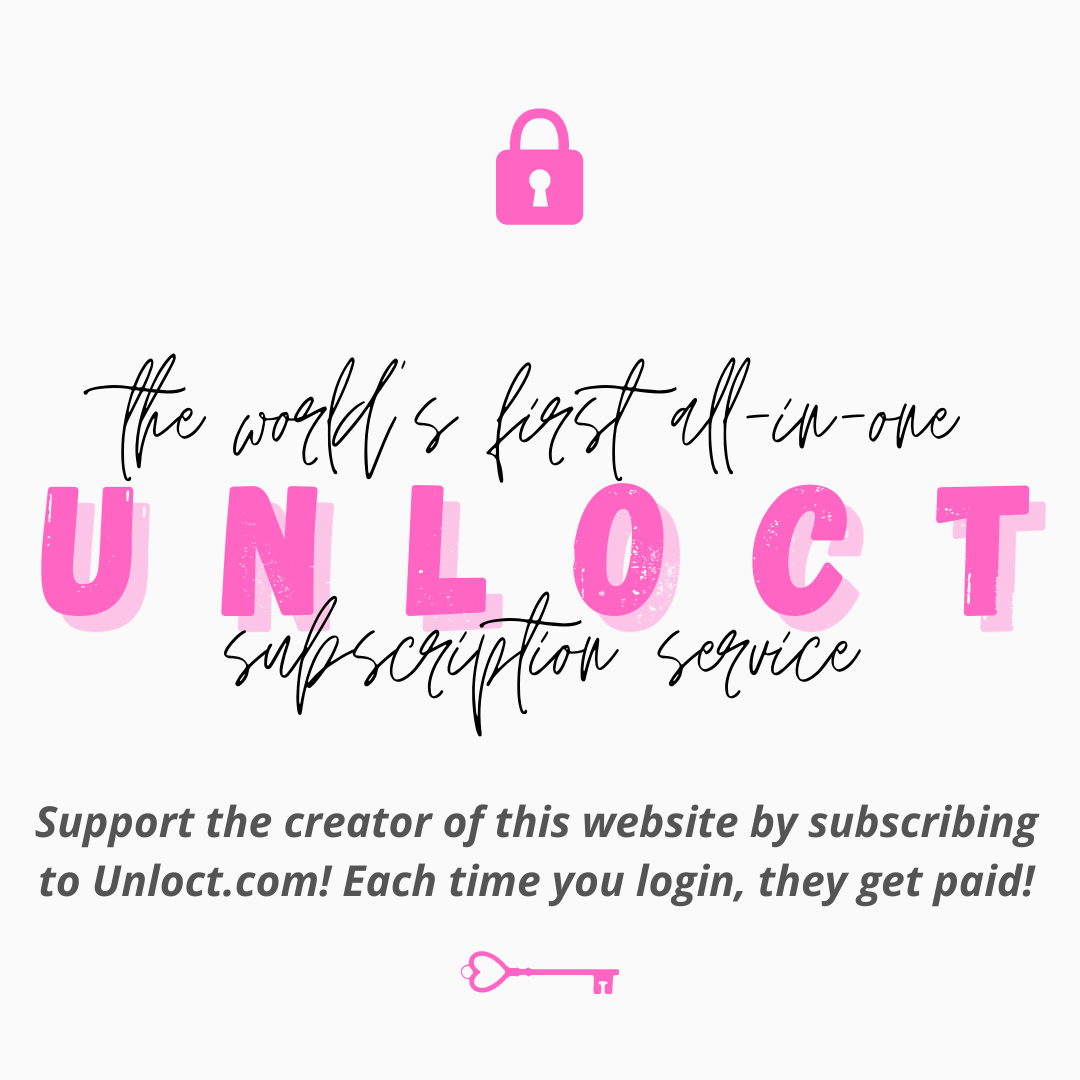 the world's first all-in-one
UNLOCT
subscription service
Support the creator of this website by subscribing
to Unloct.com! Each time you login, they get paid!